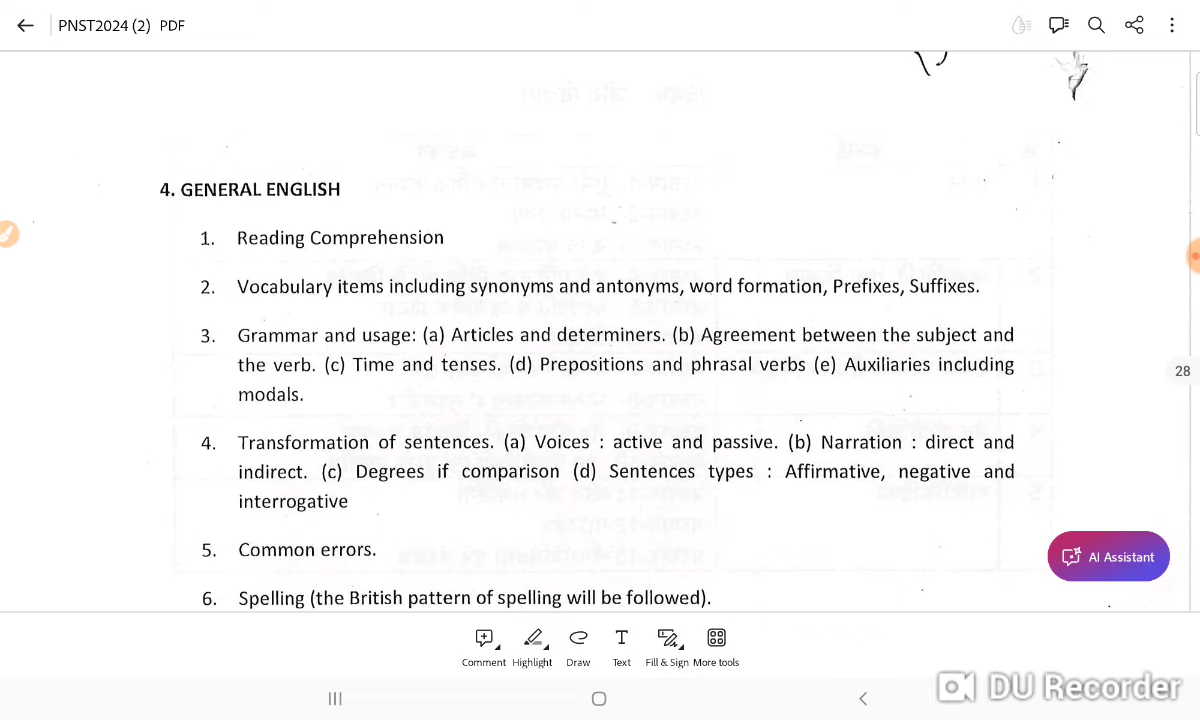 PNST2024 (2) PDF
4. GENERAL ENGLISH
1. Reading Comprehension
2. Vocabulary items including synonyms and antonyms, word formation, Prefixes, Suffixes.
3. Grammar and usage: (a) Articles and determiners. (b) Agreement between the subject and
the verb. (c) Time and tenses. (d) Prepositions and phrasal verbs (e) Auxiliaries including
modals.
28
4. Transformation of sentences. (a) Voices : active and passive. (b) Narration : direct and
indirect. (c) Degrees if comparison (d) Sentences types : Affirmative, negative and
interrogative
5. Common errors.
AI Assistant
6. Spelling (the British pattern of spelling will be followed).
Comment Highlight Draw Text Fill & Sign More tools
DU Recorder